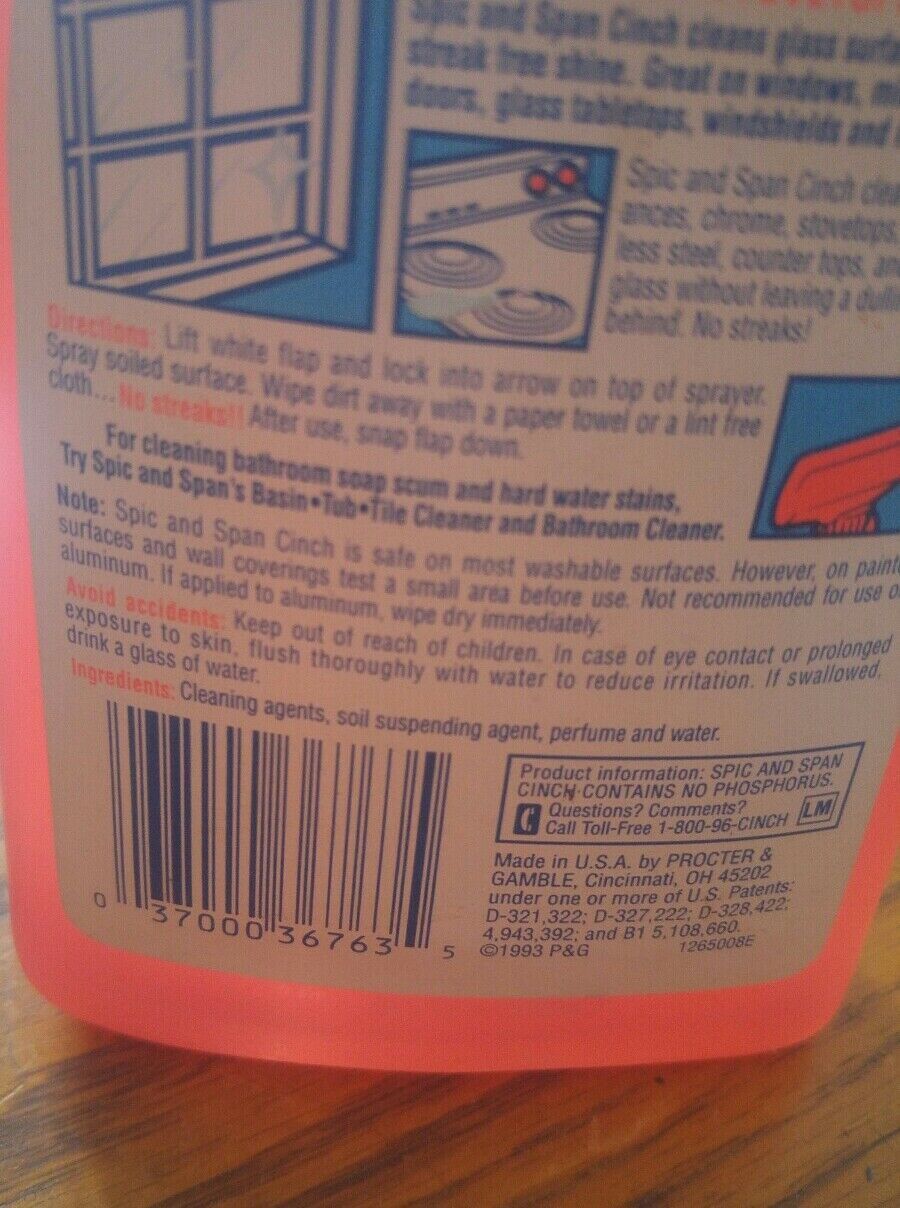 Spic and Span Cinch cleans glass
streak free shine. Great on windows,
doors, glass tabletops, windshields and
Spic and Span Cinch
ances, chrome, stovetops,
less steel, counter tops,
glass without leaving a
behind. No streaks!
Directions: Lift white flap and lock into arrow on top of sprayer.
Spray soiled surface. Wipe dirt away with a paper towel or a lint free
cloth... No streaks!! After use, snap flap down.
For cleaning bathroom soap scum and hard water stains,
Try Spic and Span's Basin•Tub•Tile Cleaner and Bathroom Cleaner.
Note: Spic and Span Cinch is safe on most washable surfaces. However, on
surfaces and wall coverings test a small area before use. Not recommended for use
aluminum. If applied to aluminum, wipe dry immediately.
Avoid accidents: Keep out of reach of children. In case of eye contact or prolonged
exposure to skin, flush thoroughly with water to reduce irritation. If swallowed,
drink a glass of water.
Ingredients: Cleaning agents, soil suspending agent, perfume and water.
Product information: SPIC AND SPAN
CINCH CONTAINS NO PHOSPHORUS.
Questions? Comments?
Call Toll-Free 1-800-96-CINCH LM
Made in U.S.A. by PROCTER &
GAMBLE, Cincinnati, OH 45202
under one or more of U.S. Patents:
D-321,322; D-327,222; D-328,422;
4,943,392; and B1 5,108,660.
©1993 P&G 1265008E
0 37000 36763 5